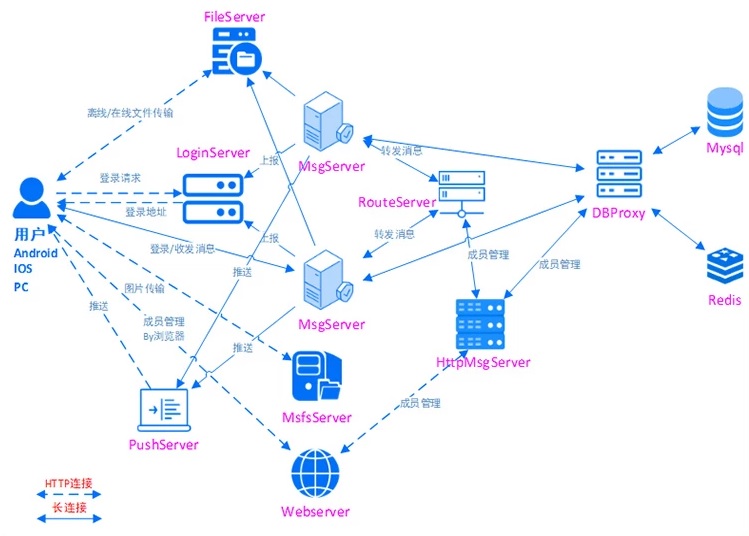 FileServer
离线/在线文件传输
MsgServer
LoginServer
上报
登录请求
登录地址
转发消息
RouteServer
DBProxy
Mysql
用户
Android
IOS
PC
登录/收发消息
上报
转发消息
成员管理
成员管理
推送
图片传输
推送
成员管理
By浏览器
MsgServer
Redis
推送
HttpMsgServer
MsfsServer
成员管理
PushServer
HTTP连接
长连接
Webserver